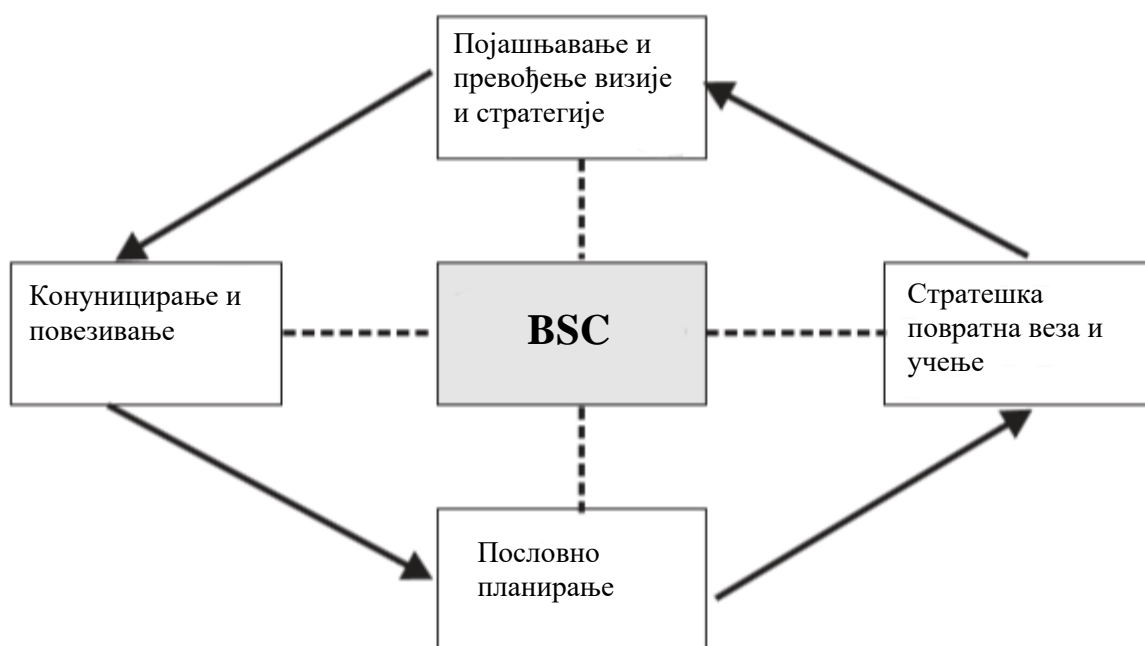 Појашњавање и
превођење визије
и стратегије
Конуницирање и
повезивање
BSC
Стратешка
повратна веза и
учење
Пословно
планирање